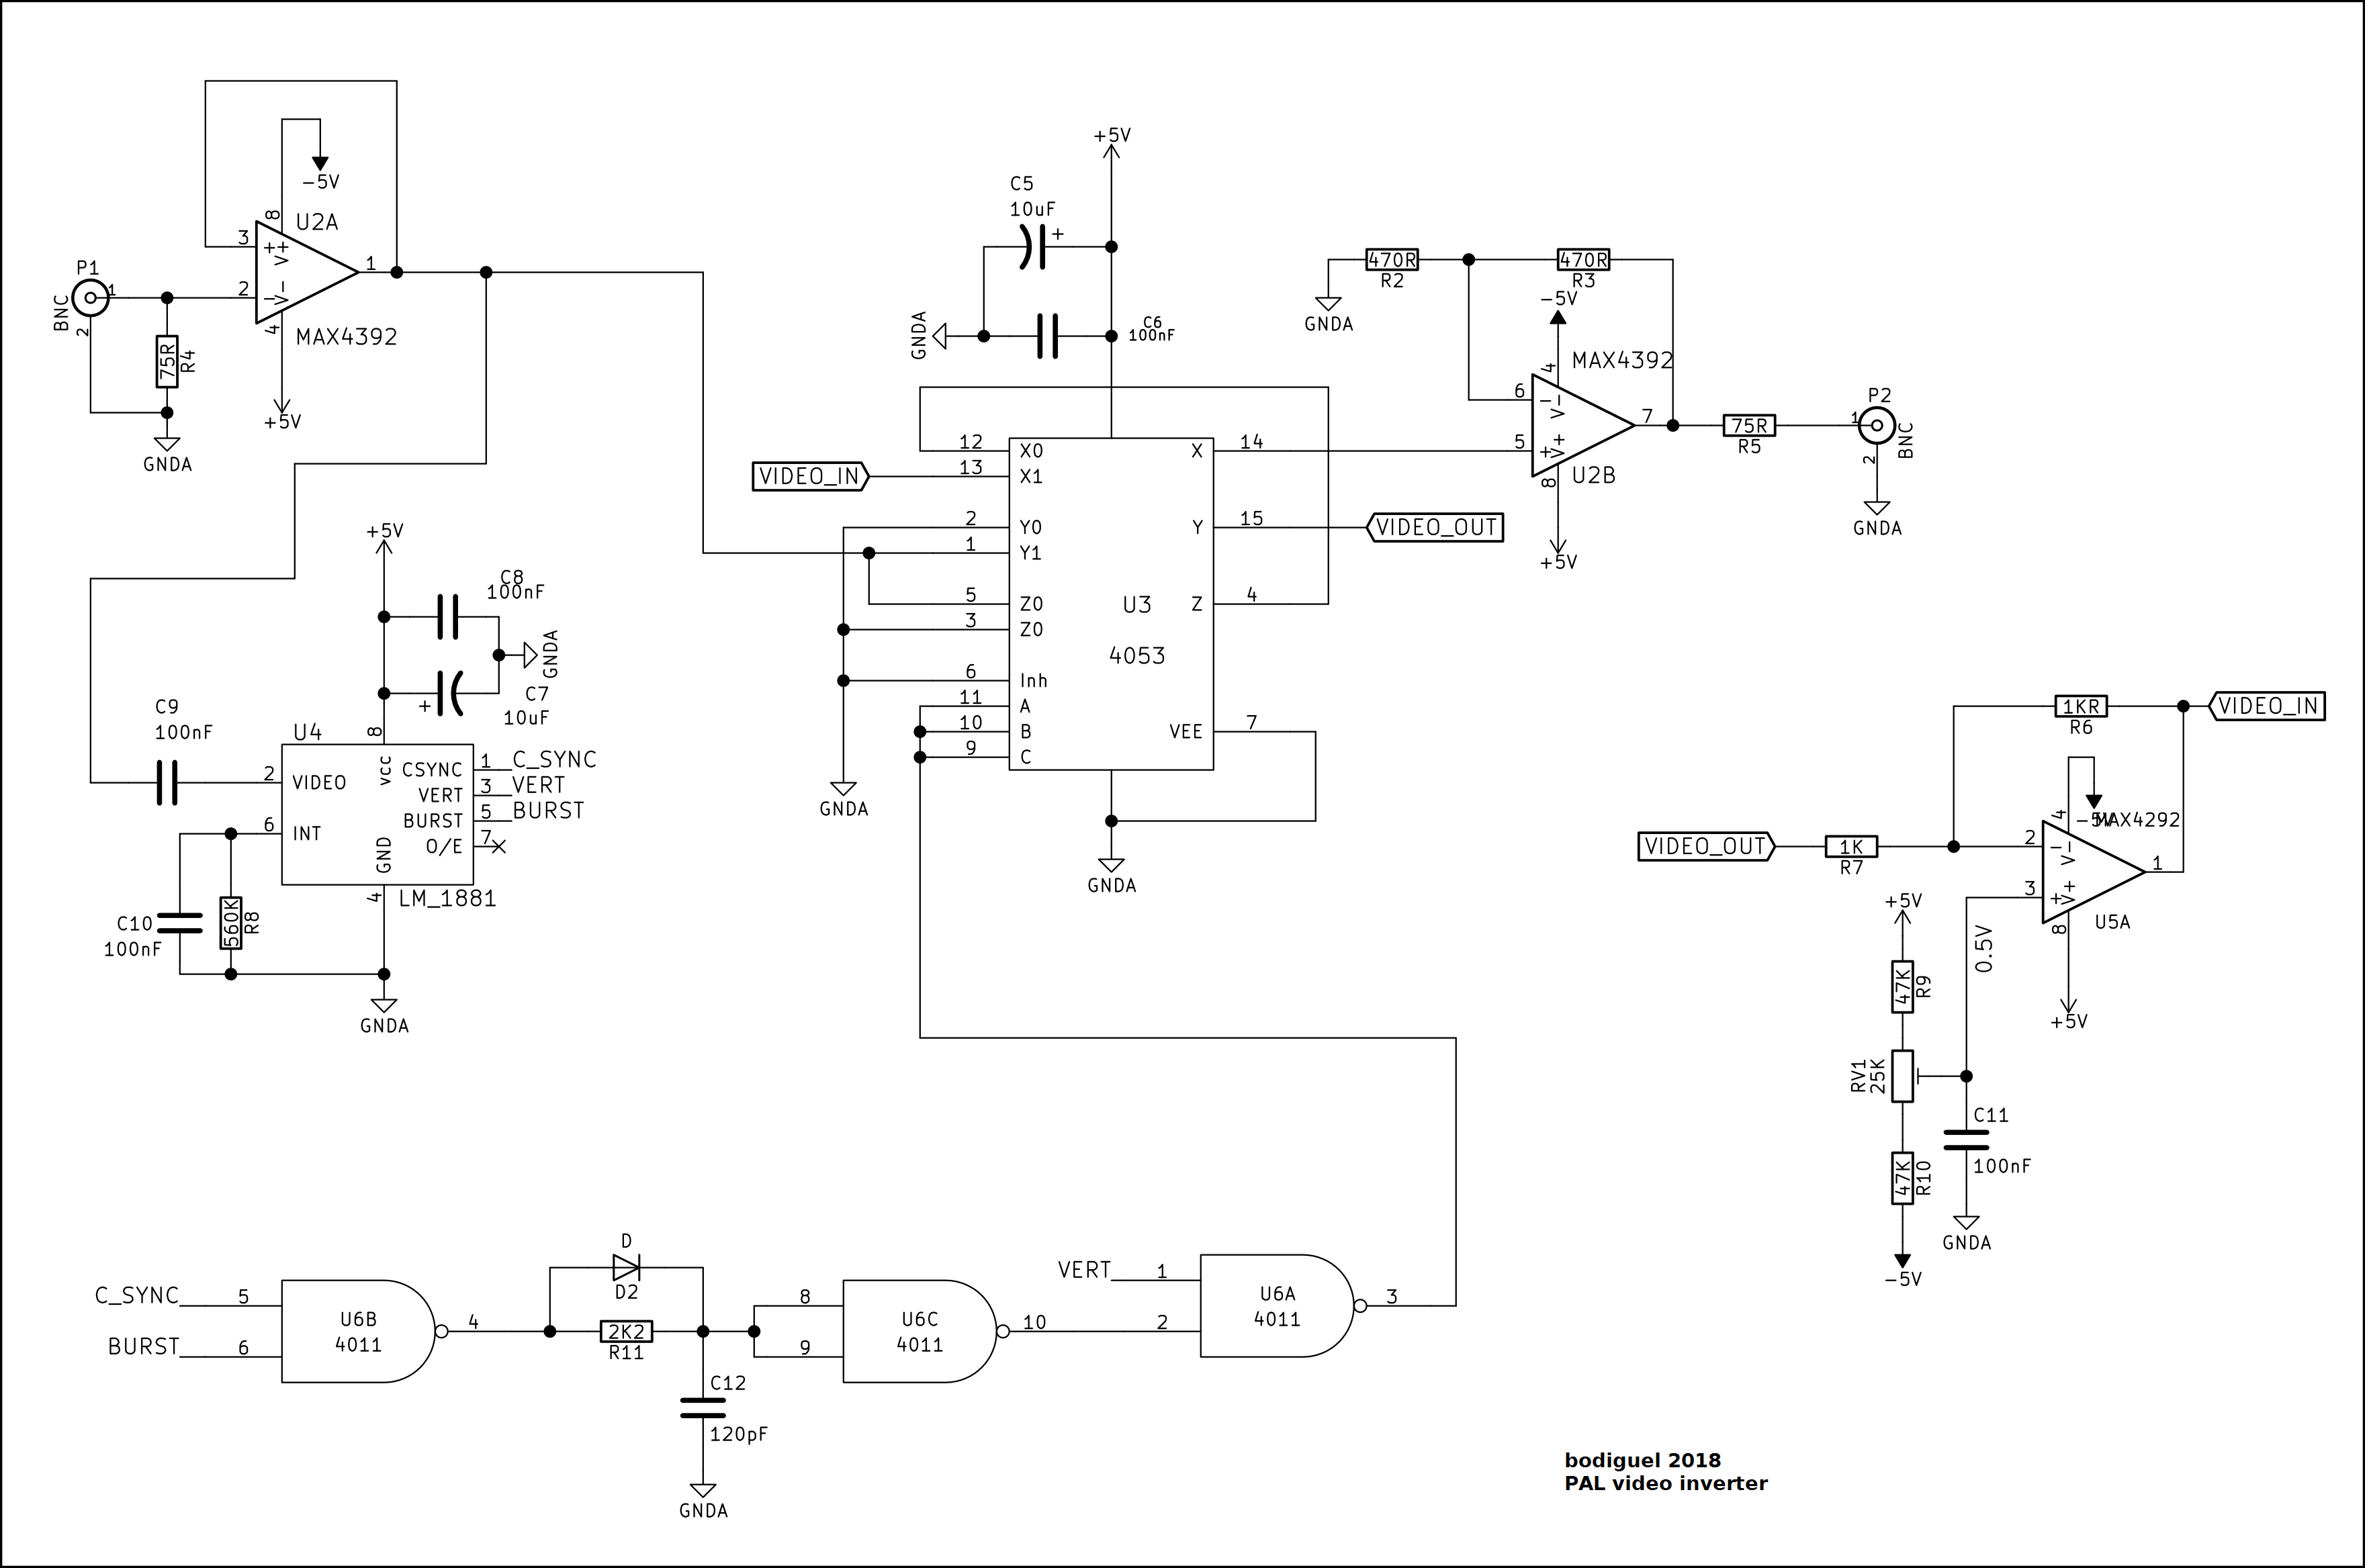 -5V
8
U2A
3
+
V+
1
P1
1
BNC
2
2
-
V-
4
MAX4392
75R
R4
+5V
GNDA
+5V
C5
10uF
+
GNDA
C6
100nF
470R
R2
470R
R3
GNDA
-5V
4
MAX4392
6
-
V-
7
5
+
V+
8
U2B
+5V
75R
R5
P2
1
BNC
2
GNDA
VIDEO_IN
12
X0
13
X1
2
Y0
1
Y1
5
Z0
3
Z0
6
Inh
11
A
10
B
9
C
X
14
Y
15
Z
4
VEE
7
U3
4053
VIDEO_OUT
GNDA
GNDA
+5V
C8
100nF
GNDA
+
C7
10uF
C9
100nF
U4
8
2
VIDEO
6
INT
vcc
GND
CSYNC
1
C_SYNC
VERT
3
VERT
BURST
5
BURST
O/E
7
4
LM_1881
C10
100nF
560K
R8
GNDA
1KR
R6
VIDEO_IN
VIDEO_OUT
1K
R7
4
-5V
MAX4292
2
-
V-
1
3
+
V+
8
U5A
+5V
0.5V
+5V
47K
R9
RV1
25K
C11
100nF
47K
R10
GNDA
-5V
C_SYNC
5
BURST
6
U6B
4011
4
D
D2
2K2
R11
C12
120pF
GNDA
8
9
U6C
4011
10
VERT
1
2
U6A
4011
3
bodiguel 2018
PAL video inverter